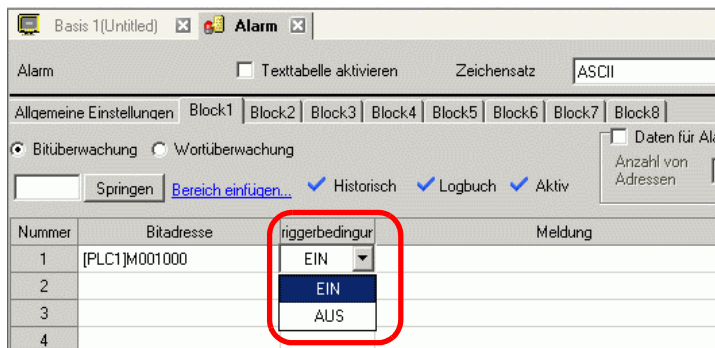 Basis 1(Untitled) Alarm
Alarm Texttabelle aktivieren Zeichensatz ASCII
Allgemeine Einstellungen Block1 Block2 Block3 Block4 Block5 Block6 Block7 Block8
Bitüberwachung Wortüberwachung Daten für Ala
Springen Bereich einfügen... Historisch Logbuch Aktiv Anzahl von
Adressen
Nummer Bitadresse riggerbedingur Meldung
1 [PLC1]M001000 EIN
2 EIN
3 AUS
4